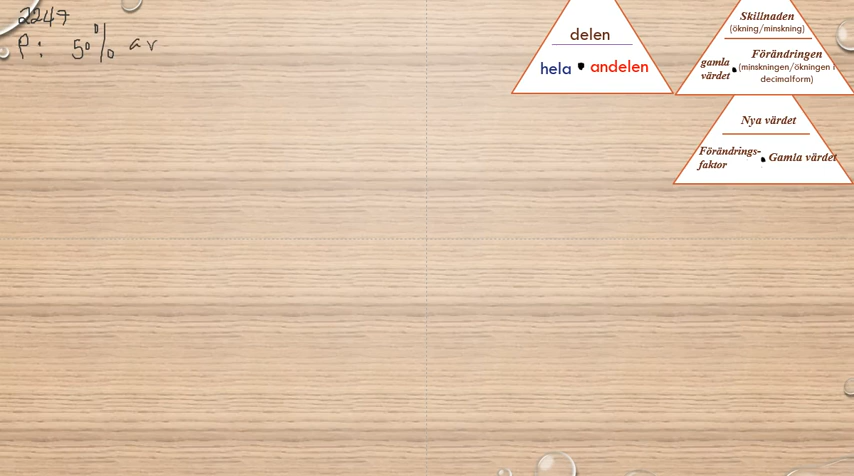 2247
P: 50% av
delen
hela • andelen
Skillnaden
(ökning/minskning)
gamla värdet • Förändringen
(minskningen/ökningen i decimalform)
Nya värdet
Förändrings-
faktor • Gamla värdet